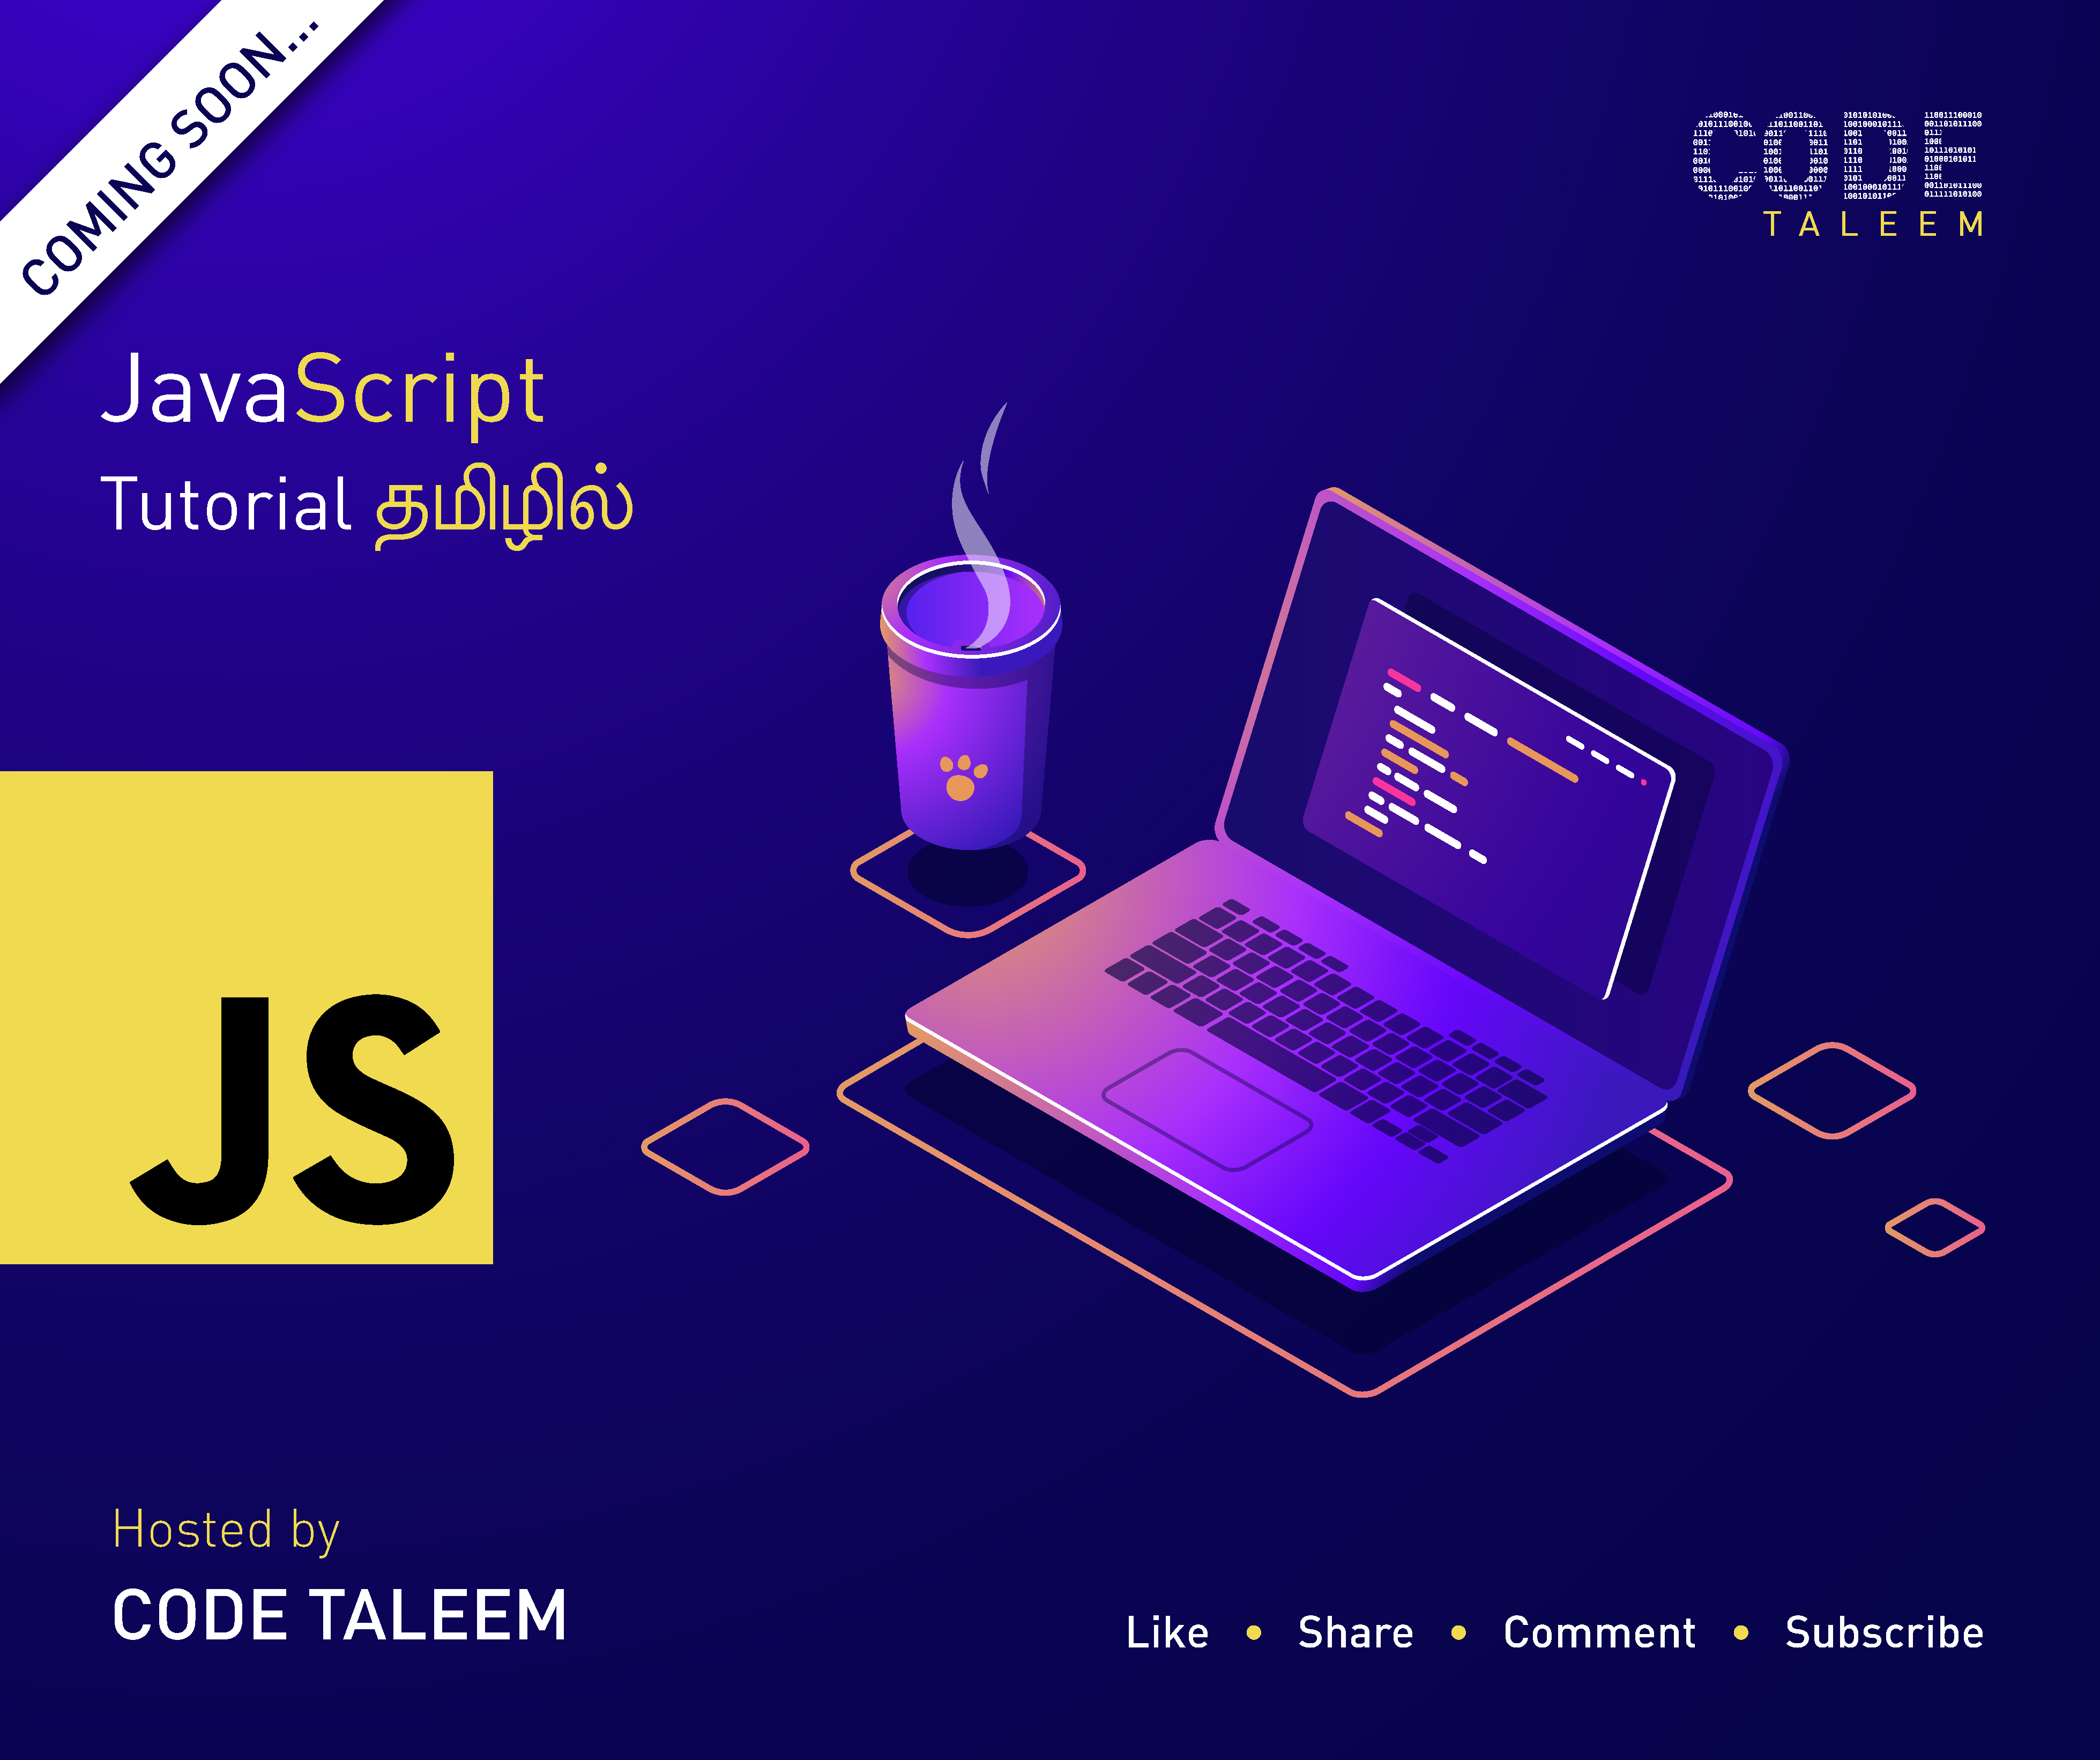 COMING SOON...
CODE
TALEEM
JavaScript
Tutorial தமிழில்
JS
Hosted by
CODE TALEEM
Like • Share • Comment • Subscribe